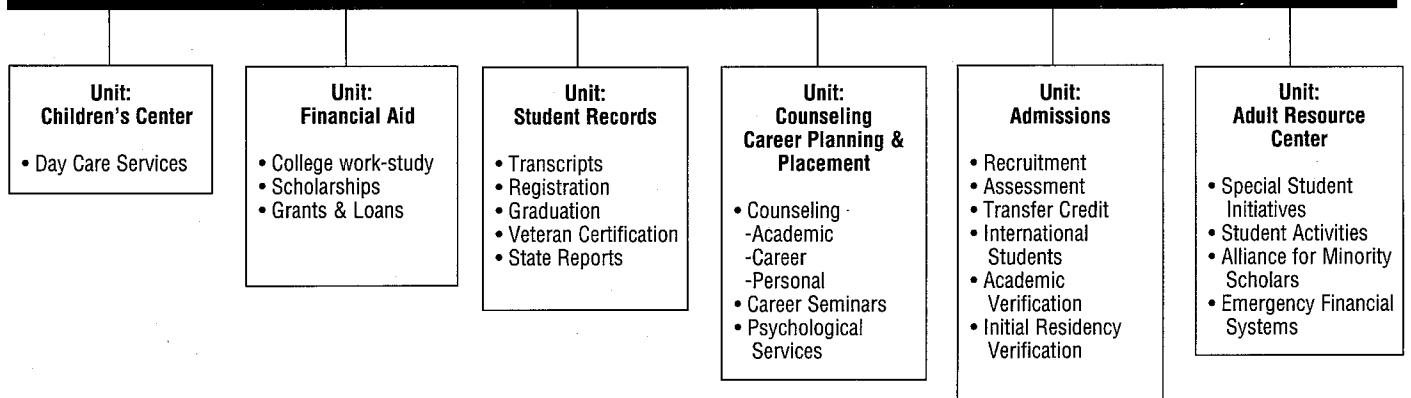 Unit:
Children's Center
• Day Care Services
Unit:
Financial Aid
• College work-study
• Scholarships
• Grants & Loans
Unit:
Student Records
• Transcripts
• Registration
• Graduation
• Veteran Certification
• State Reports
Unit:
Counseling
Career Planning &
Placement
• Counseling
-Academic
-Career
-Personal
• Career Seminars
• Psychological
Services
Unit:
Admissions
• Recruitment
• Assessment
• Transfer Credit
• International
Students
• Academic
Verification
• Initial Residency
Verification
Unit:
Adult Resource
Center
• Special Student
Initiatives
• Student Activities
• Alliance for Minority
Scholars
• Emergency Financial
Systems